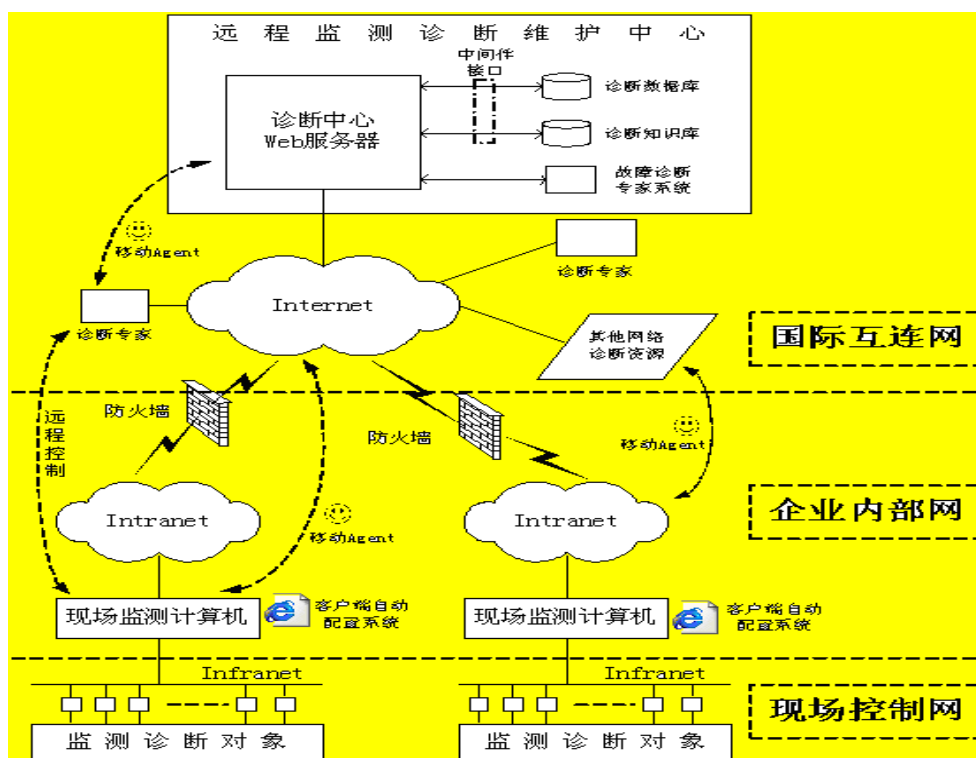 远程监测诊断维护中心
中间件
接口
诊断中心
Web服务器
诊断数据库
诊断知识库
故障诊断
专家系统
移动Agent
诊断专家
Internet
诊断专家
其他网络
诊断资源
国际互连网
远程控制
防火墙
防火墙
移动Agent
Intranet
移动Agent
Intranet
企业内部网
现场监测计算机
客户端自动
配置系统
现场监测计算机
客户端自动
配置系统
Infranet
Infranet
现场控制网
监测诊断对象
监测诊断对象